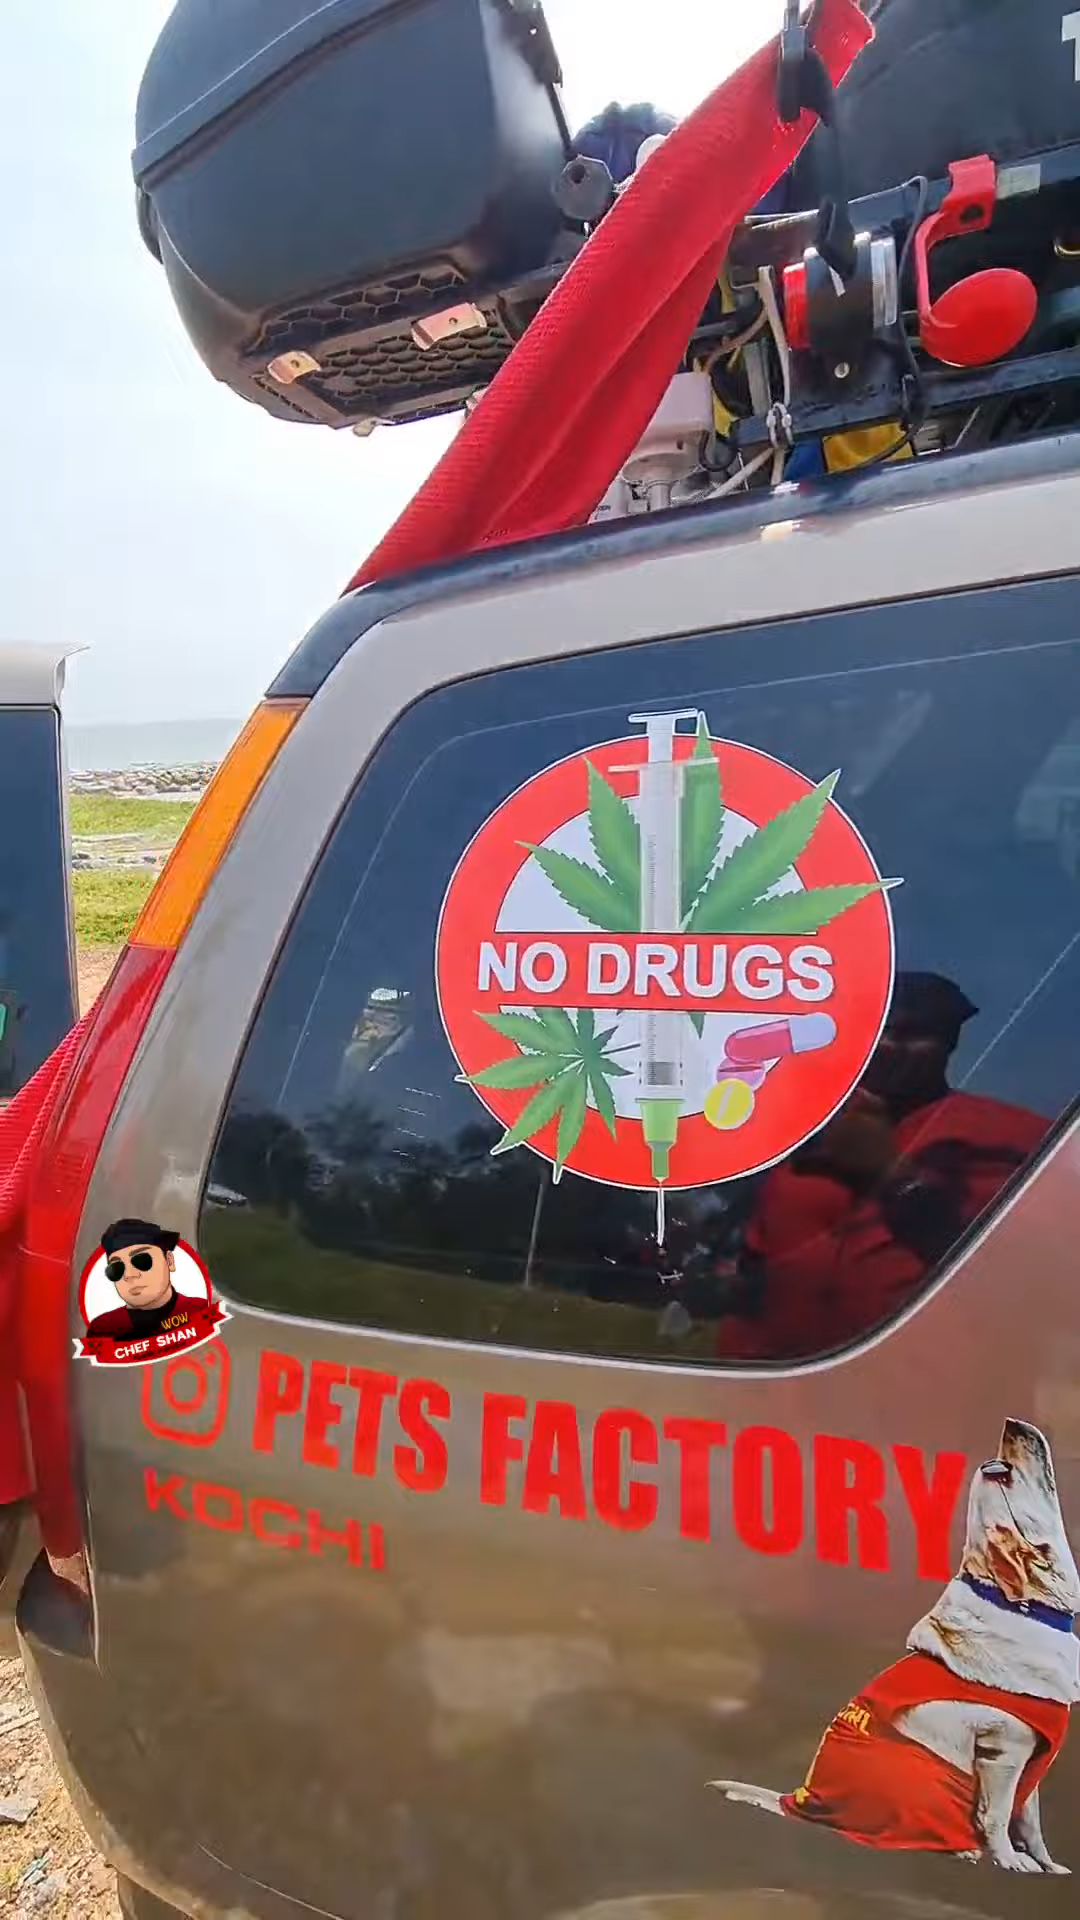 NO DRUGS
WOW
CHEF SHAN
PETS FACTORY
KOCHI